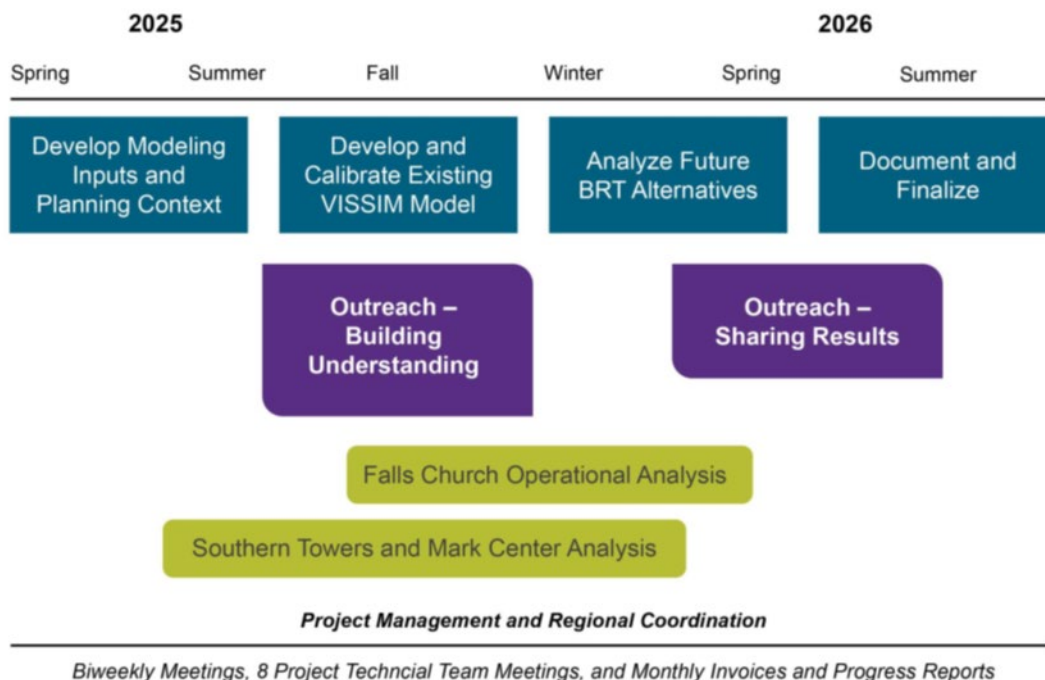 2025 2026
Spring Summer Fall Winter Spring Summer
Develop Modeling
Inputs and
Planning Context
Develop and
Calibrate Existing
VISSIM Model
Analyze Future
BRT Alternatives
Document and
Finalize
Outreach –
Building
Understanding
Outreach –
Sharing Results
Falls Church Operational Analysis
Southern Towers and Mark Center Analysis
Project Management and Regional Coordination
Biweekly Meetings, 8 Project Techncial Team Meetings, and Monthly Invoices and Progress Reports